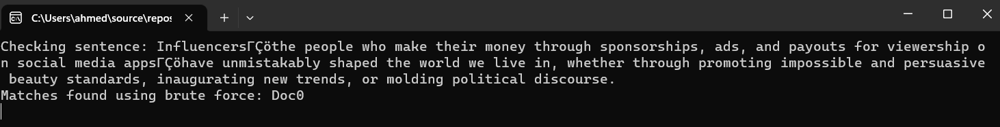 C:\Users\ahmed\source\repos
Checking sentence: InfluencersΓÇöthe people who make their money through sponsorships, ads, and payouts for viewership o
n social media appsΓÇöhave unmistakably shaped the world we live in, whether through promoting impossible and persuasive
beauty standards, inaugurating new trends, or molding political discourse.
Matches found using brute force: Doc0